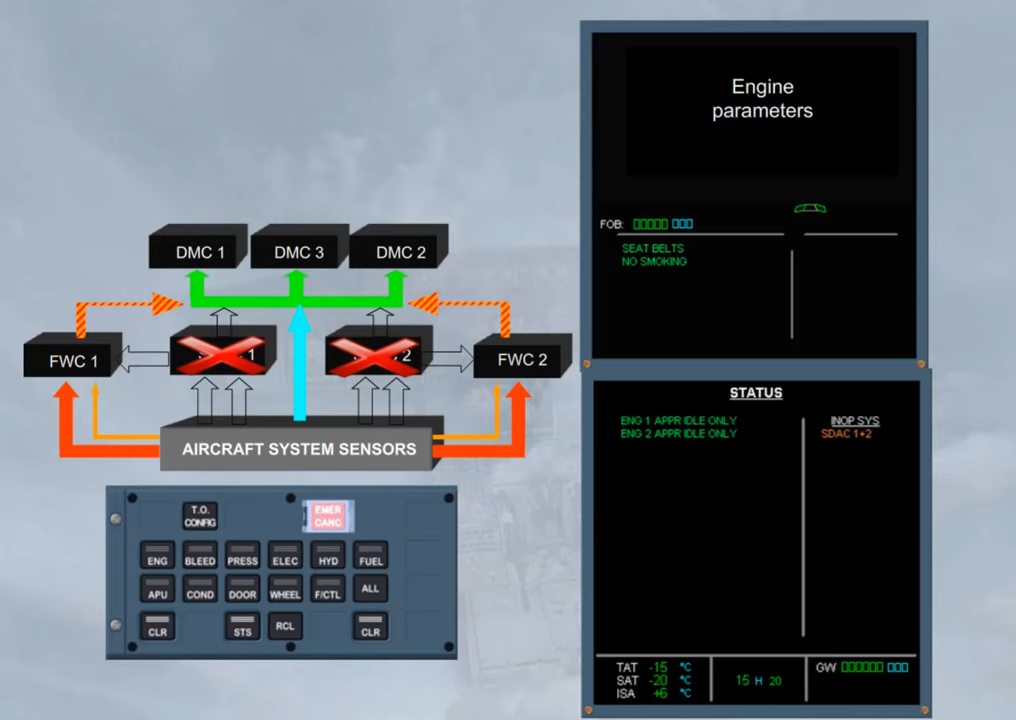 Engine
parameters
FOB:
SEAT BELTS
NO SMOKING
DMC 1
DMC 3
DMC 2
FWC 1
1
2
FWC 2
AIRCRAFT SYSTEM SENSORS
STATUS
ENG 1 APPR IDLE ONLY
ENG 2 APPR IDLE ONLY
INOP SYS
SDAC 1+2
T.O.
CONFIG
EMER
CANC
ENG
BLEED
PRESS
ELEC
HYD
FUEL
APU
COND
DOOR
WHEEL
F/CTL
ALL
CLR
STS
RCL
CLR
TAT -15 °C
SAT -20 °C
ISA +6 °C
15 H 20
GW